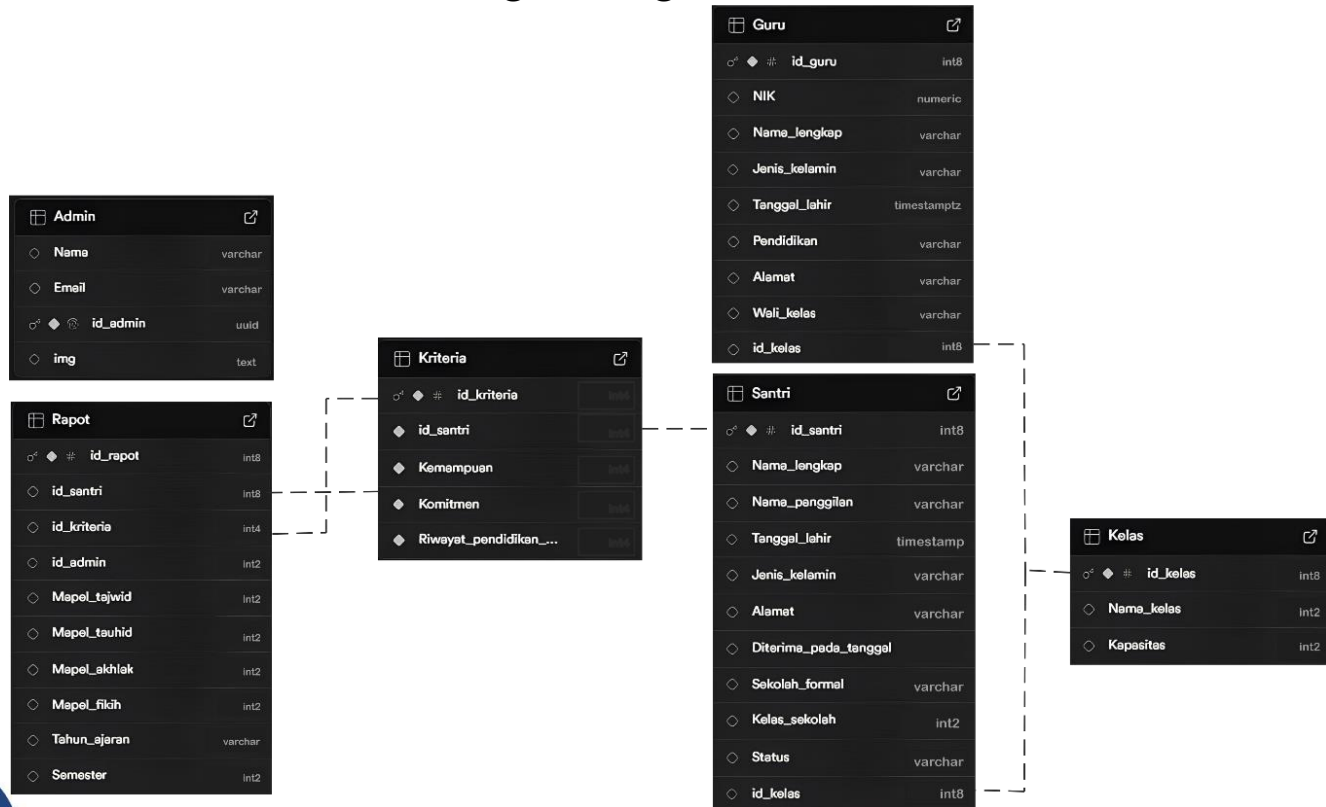 Guru
id_guru int8
NIK numeric
Nama_lengkap varchar
Jenis_kelamin varchar
Tanggal_lahir timestamptz
Pendidikan varchar
Alamat varchar
Wali_kelas varchar
id_kelas int8
Admin
Nama varchar
Email varchar
id_admin uuid
img text
Kriteria
id_kriteria
id_santri
Kemampuan
Komitmen
Riwayat_pendidikan_...
Rapot
id_rapot int8
id_santri int8
id_kriteria int4
id_admin int2
Mapel_tajwid int2
Mapel_tauhid int2
Mapel_akhlak int2
Mapel_fikih int2
Tahun_ajaran varchar
Semester int2
Santri
id_santri int8
Nama_lengkap varchar
Nama_panggilan varchar
Tanggal_lahir timestamp
Jenis_kelamin varchar
Alamat varchar
Diterima_pada_tanggal
Sekolah_formal varchar
Kelas_sekolah int2
Status varchar
id_kelas int8
Kelas
id_kelas int8
Nama_kelas int2
Kapasitas int2